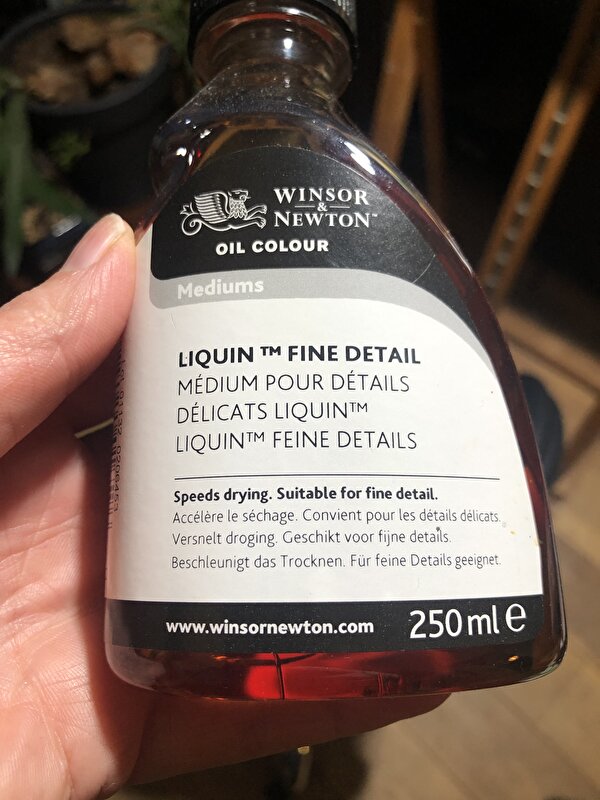 WINSOR
&
NEWTON™
OIL COLOUR
Mediums
LIQUIN ™ FINE DETAIL
MÉDIUM POUR DÉTAILS
DÉLICATS LIQUIN™
LIQUIN™ FEINE DETAILS
Speeds drying. Suitable for fine detail.
Accélère le séchage. Convient pour les détails délicats.
Versnelt droging. Geschikt voor fijne details.
Beschleunigt das Trocknen. Für feine Details geeignet.
www.winsornewton.com
250 ml e